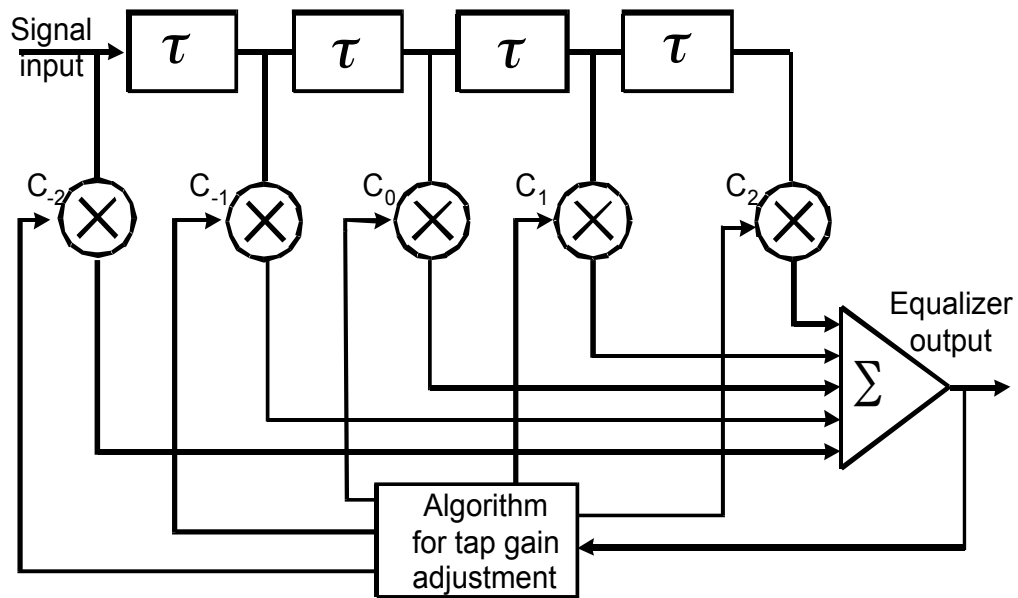 Signal
input
τ
τ
τ
τ
C-2
C-1
C0
C1
C2
Equalizer
output
Σ
Algorithm
for tap gain
adjustment